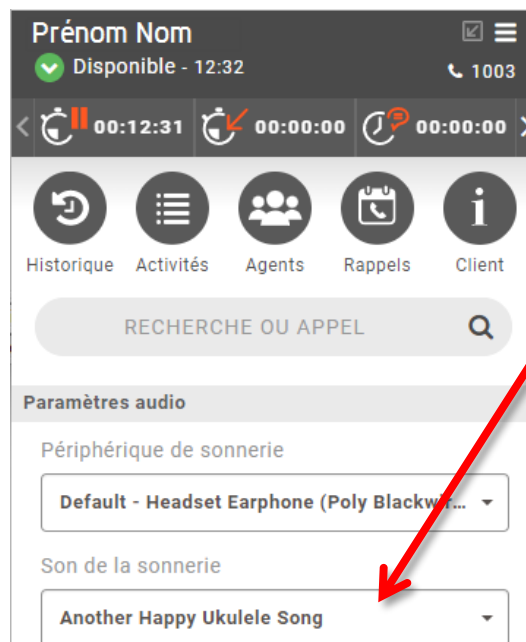 Prénom Nom
Disponible - 12:32
1003
00:12:31 00:00:00 00:00:00
Historique Activités Agents Rappels Client
RECHERCHE OU APPEL
Paramètres audio
Périphérique de sonnerie
Default - Headset Earphone (Poly Blackwir...
Son de la sonnerie
Another Happy Ukulele Song